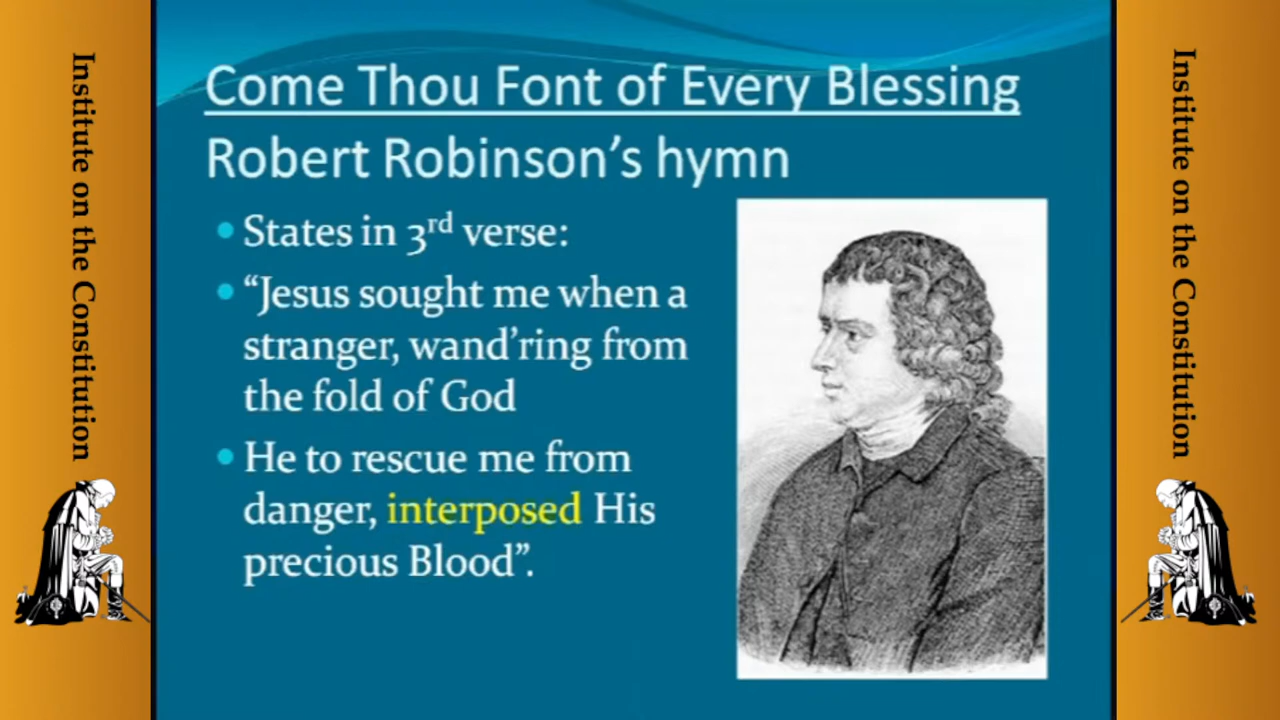 Institute on the Constitution
Come Thou Font of Every Blessing
Robert Robinson’s hymn
• States in 3rd verse:
• “Jesus sought me when a
stranger, wand’ring from
the fold of God
• He to rescue me from
danger, interposed His
precious Blood”.
Institute on the Constitution